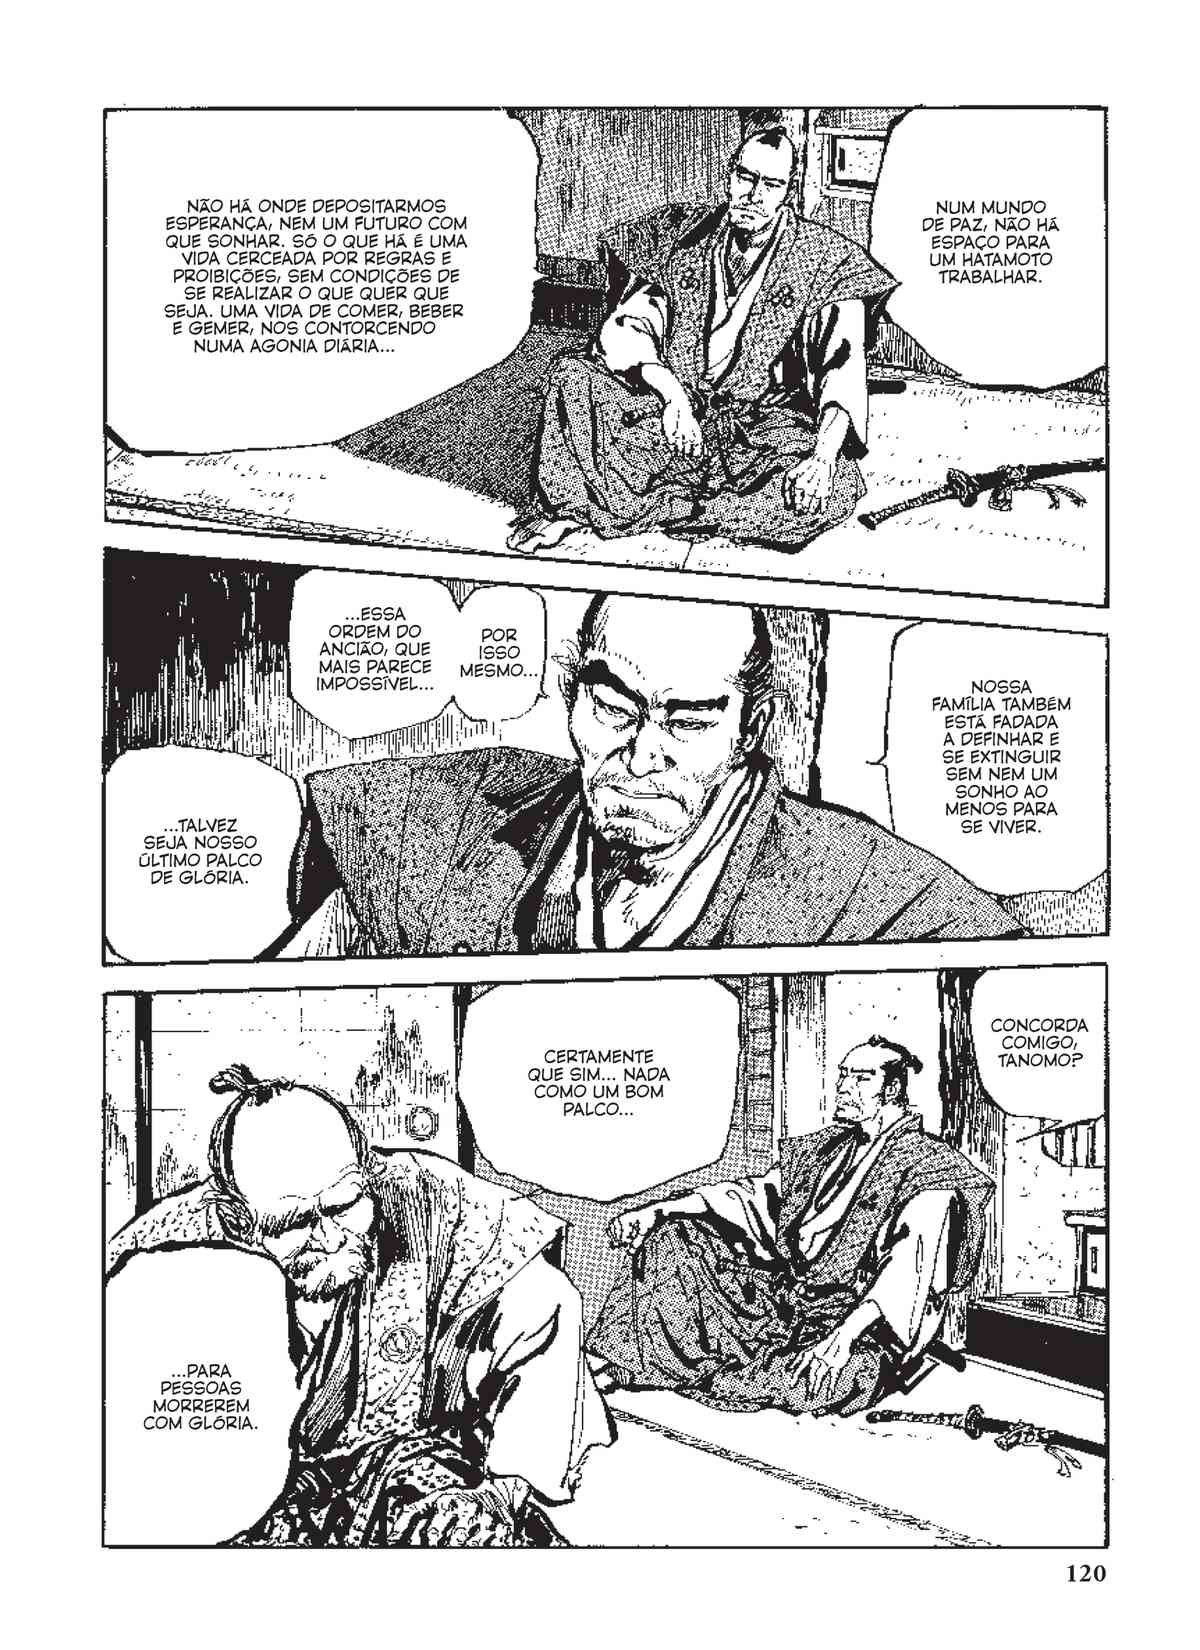 NUM MUNDO
DE PAZ, NÃO HÁ
ESPAÇO PARA
UM HATAMOTO
TRABALHAR.
NÃO HÁ ONDE DEPOSITARMOS
ESPERANÇA, NEM UM FUTURO COM
QUE SONHAR. SÓ O QUE HÁ É UMA
VIDA CERCEADA POR REGRAS E
PROIBIÇÕES, SEM CONDIÇÕES DE
SE REALIZAR O QUE QUER QUE
SEJA. UMA VIDA DE COMER, BEBER
E GEMER, NOS CONTORCENDO
NUMA AGONIA DIÁRIA...
NOSSA
FAMÍLIA TAMBÉM
ESTÁ FADADA
A DEFINHAR E
SE EXTINGUIR
SEM NEM UM
SONHO AO
MENOS PARA
SE VIVER.
POR
ISSO
MESMO...
...ESSA
ORDEM DO
ANCIÃO, QUE
MAIS PARECE
IMPOSSÍVEL...
...TALVEZ
SEJA NOSSO
ÚLTIMO PALCO
DE GLÓRIA.
CONCORDA
COMIGO,
TANOMO?
CERTAMENTE
QUE SIM... NADA
COMO UM BOM
PALCO...
...PARA
PESSOAS
MORREREM
COM GLÓRIA.
120